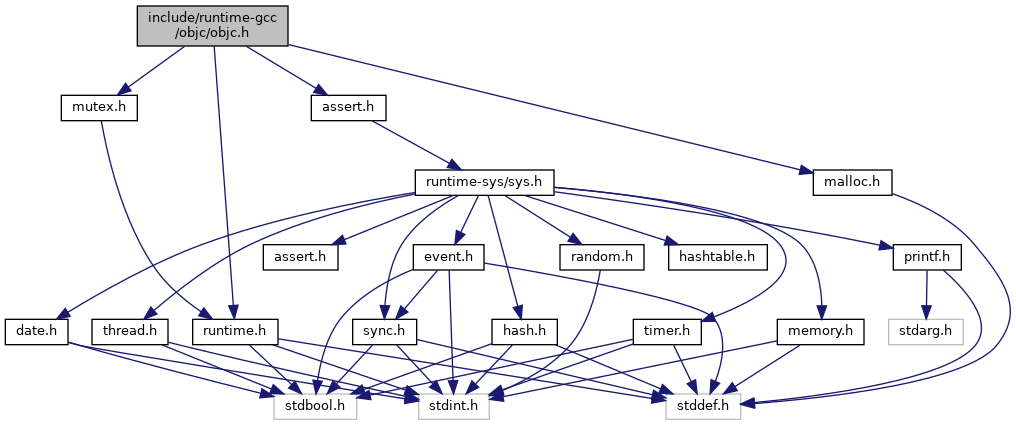 include/runtime-gcc
/objc/objc.h
mutex.h
assert.h
runtime-sys/sys.h
malloc.h
assert.h
event.h
random.h
hashtable.h
printf.h
date.h
thread.h
runtime.h
sync.h
hash.h
timer.h
memory.h
stdarg.h
stdbool.h
stdint.h
stddef.h